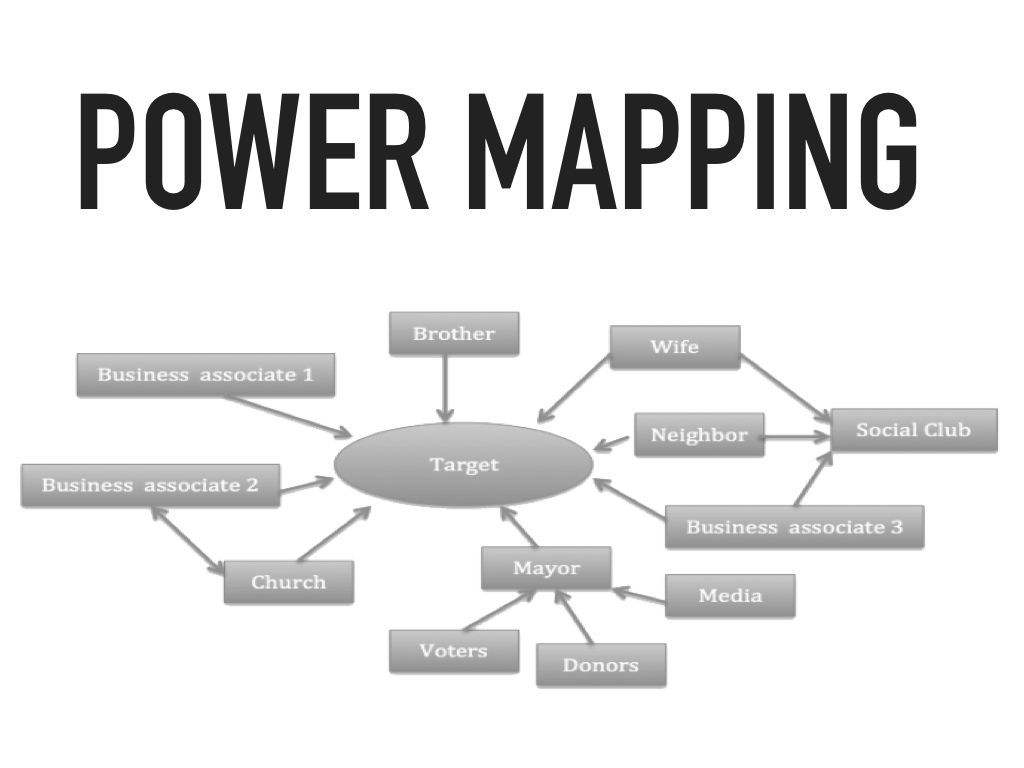 POWER MAPPING
Brother
Wife
Business associate 1
Neighbor
Social Club
Target
Business associate 2
Business associate 3
Church
Mayor
Media
Voters
Donors